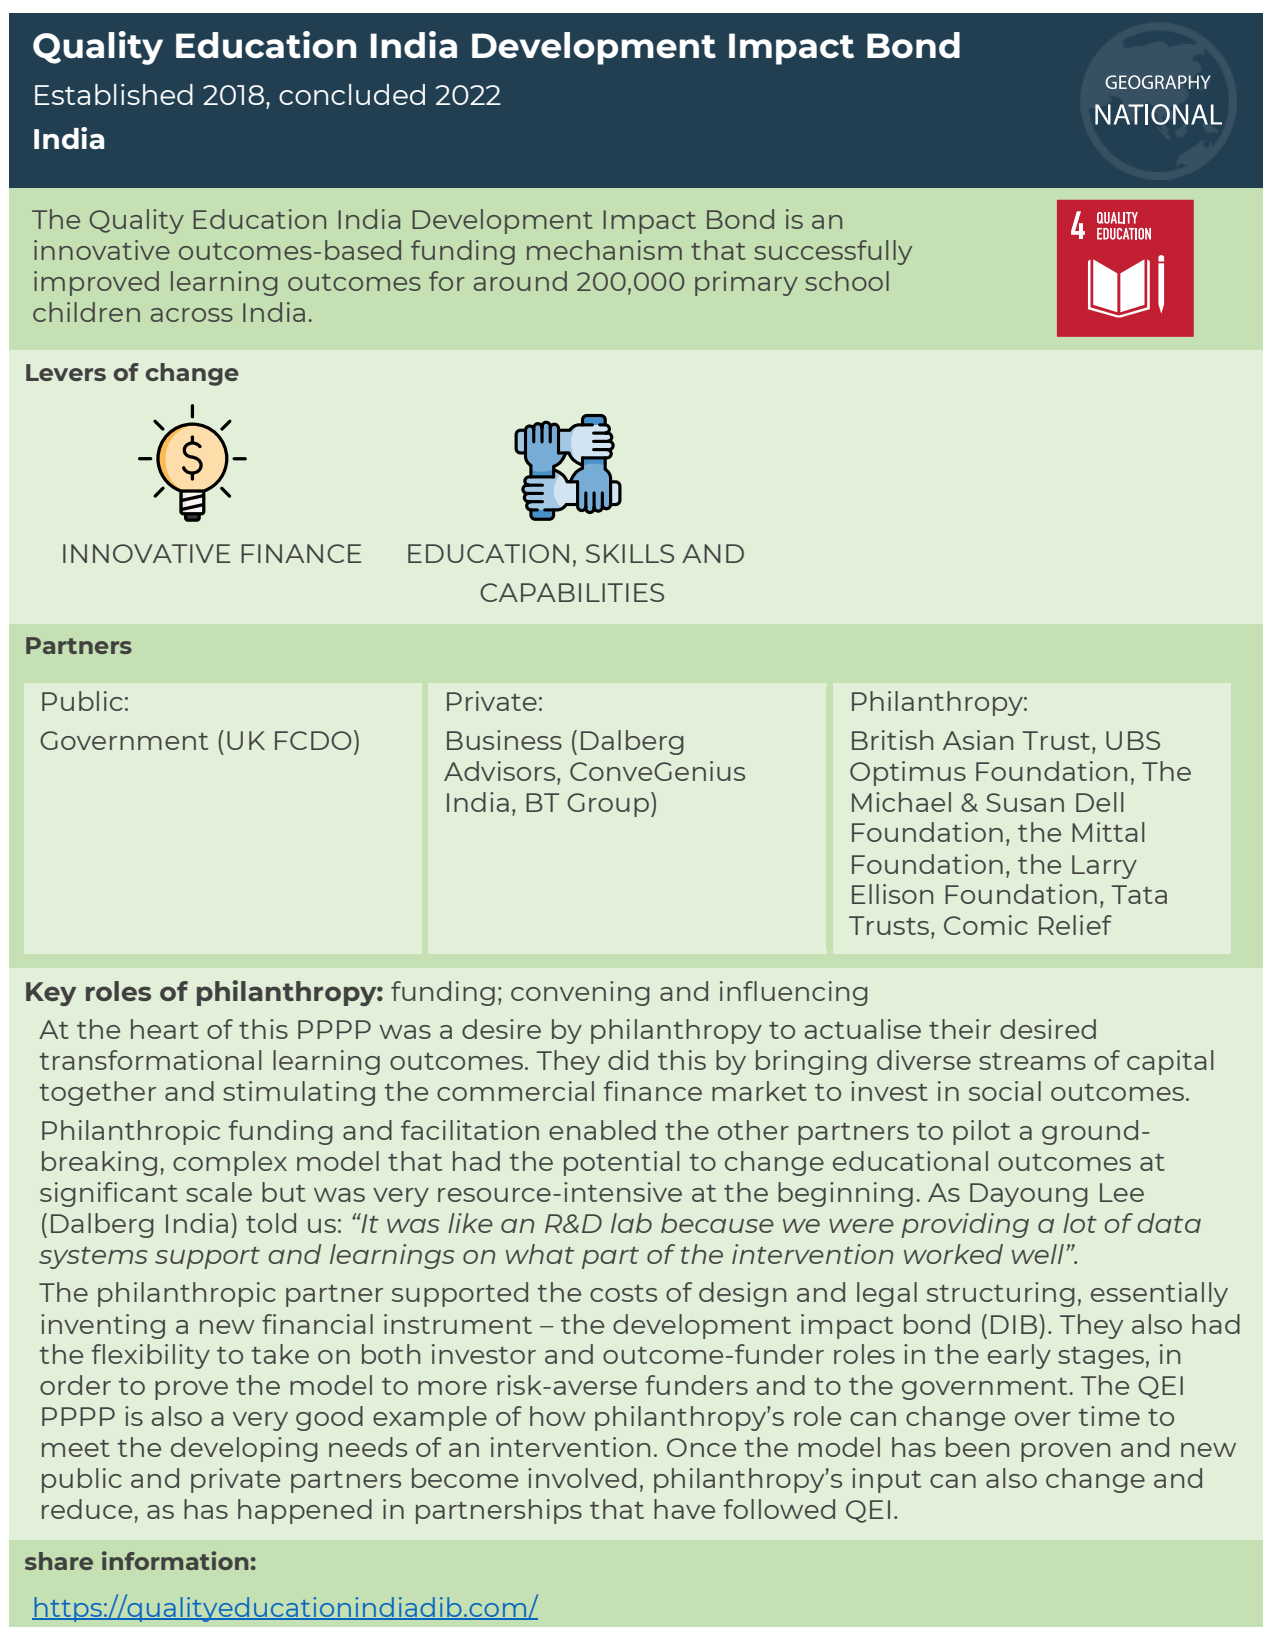 Quality Education India Development Impact Bond
Established 2018, concluded 2022
India
GEOGRAPHY
NATIONAL
The Quality Education India Development Impact Bond is an
innovative outcomes-based funding mechanism that successfully
improved learning outcomes for around 200,000 primary school
children across India.
4 QUALITY
EDUCATION
Levers of change
$
INNOVATIVE FINANCE
EDUCATION, SKILLS AND
CAPABILITIES
Partners
Public:
Government (UK FCDO)
Private:
Business (Dalberg
Advisors, ConveGenius
India, BT Group)
Philanthropy:
British Asian Trust, UBS
Optimus Foundation, The
Michael & Susan Dell
Foundation, the Mittal
Foundation, the Larry
Ellison Foundation, Tata
Trusts, Comic Relief
Key roles of philanthropy: funding; convening and influencing
At the heart of this PPPP was a desire by philanthropy to actualise their desired
transformational learning outcomes. They did this by bringing diverse streams of capital
together and stimulating the commercial finance market to invest in social outcomes.
Philanthropic funding and facilitation enabled the other partners to pilot a ground-
breaking, complex model that had the potential to change educational outcomes at
significant scale but was very resource-intensive at the beginning. As Dayoung Lee
(Dalberg India) told us: “It was like an R&D lab because we were providing a lot of data
systems support and learnings on what part of the intervention worked well”.
The philanthropic partner supported the costs of design and legal structuring, essentially
inventing a new financial instrument – the development impact bond (DIB). They also had
the flexibility to take on both investor and outcome-funder roles in the early stages, in
order to prove the model to more risk-averse funders and to the government. The QEI
PPPP is also a very good example of how philanthropy’s role can change over time to
meet the developing needs of an intervention. Once the model has been proven and new
public and private partners become involved, philanthropy’s input can also change and
reduce, as has happened in partnerships that have followed QEI.
share information:
https://qualityeducationindiadib.com/